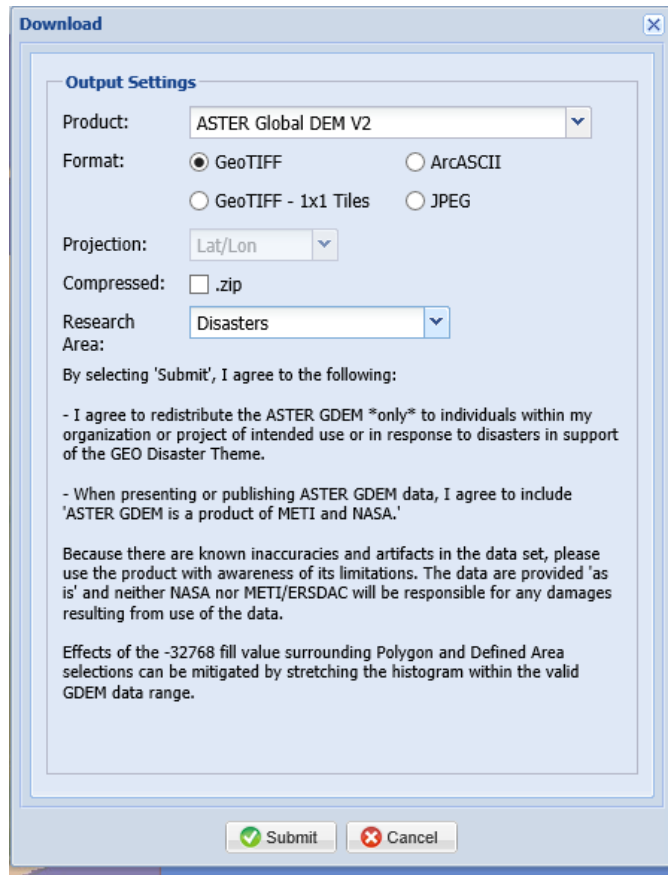 Download
Output Settings
Product: ASTER Global DEM V2
Format: GeoTIFF ArcASCII
GeoTIFF - 1x1 Tiles JPEG
Projection: Lat/Lon
Compressed: .zip
Research Disasters
Area:
By selecting 'Submit', I agree to the following:
- I agree to redistribute the ASTER GDEM *only* to individuals within my
organization or project of intended use or in response to disasters in support
of the GEO Disaster Theme.
- When presenting or publishing ASTER GDEM data, I agree to include
'ASTER GDEM is a product of METI and NASA.'
Because there are known inaccuracies and artifacts in the data set, please
use the product with awareness of its limitations. The data are provided 'as
is' and neither NASA nor METI/ERSDAC will be responsible for any damages
resulting from use of the data.
Effects of the -32768 fill value surrounding Polygon and Defined Area
selections can be mitigated by stretching the histogram within the valid
GDEM data range.
Submit Cancel